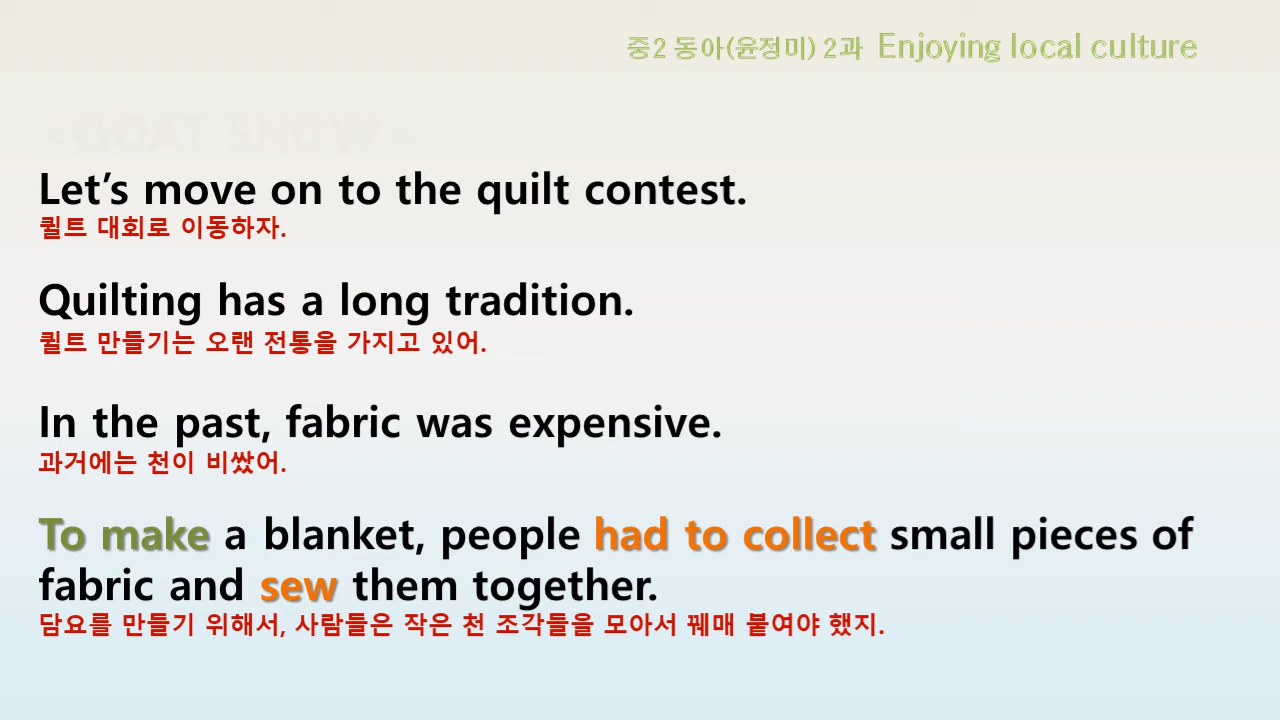 중2 동아(윤정미) 2과 Enjoying local culture
<GOAT SHOW>
Let’s move on to the quilt contest.
퀼트 대회로 이동하자.
Quilting has a long tradition.
퀼트 만들기는 오랜 전통을 가지고 있어.
In the past, fabric was expensive.
과거에는 천이 비쌌어.
To make a blanket, people had to collect small pieces of
fabric and sew them together.
담요를 만들기 위해서, 사람들은 작은 천 조각들을 모아서 꿰매 붙여야 했지.